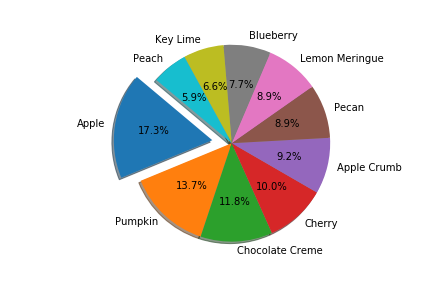 Blueberry
Key Lime
Peach
Lemon Meringue
7.7%
6.6%
5.9%
8.9%
Pecan
Apple
17.3%
8.9%
9.2%
Apple Crumb
13.7%
10.0%
11.8%
Pumpkin
Cherry
Chocolate Creme